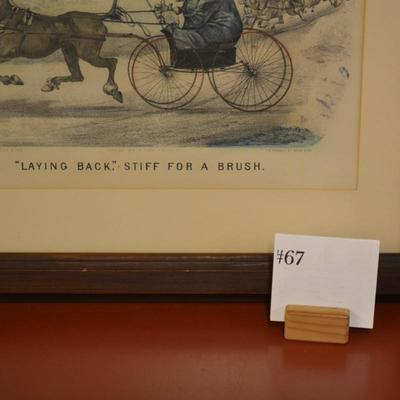 "LAYING BACK," - STIFF FOR A BRUSH.
#67